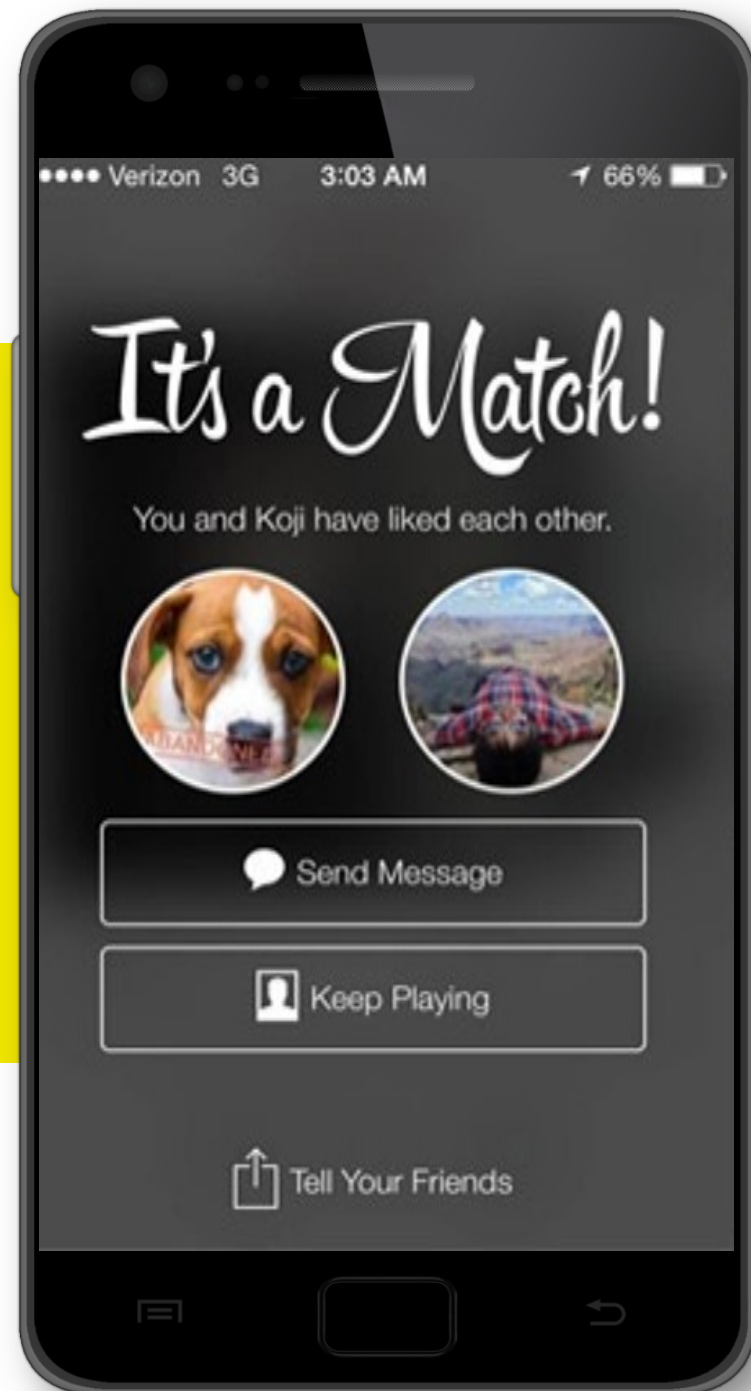 Verizon 3G 3:03 AM 66%
It's a Match!
You and Koji have liked each other.
ABANDONED
Send Message
Keep Playing
Tell Your Friends